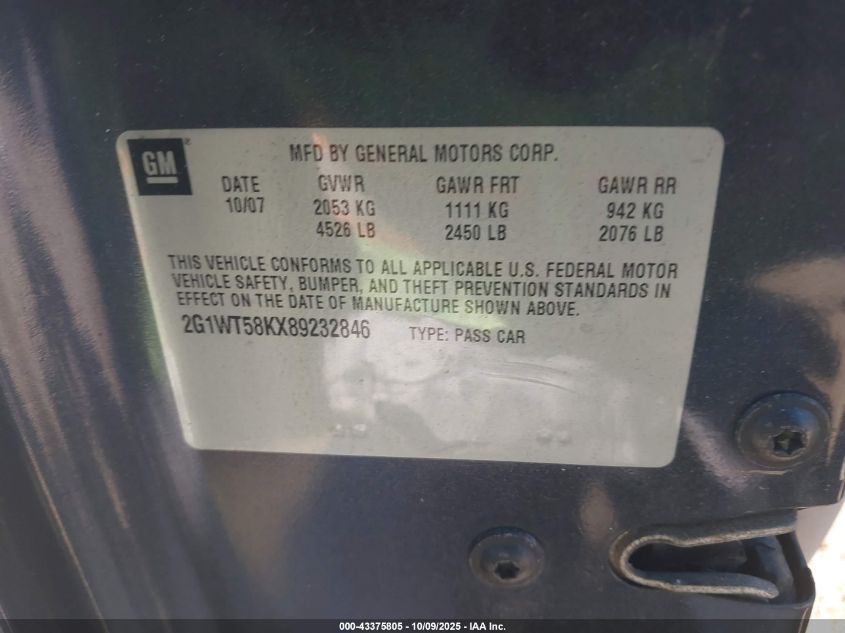 GM
MFD BY GENERAL MOTORS CORP.
DATE GVWR GAWR FRT GAWR RR
10/07 2053 KG 1111 KG 942 KG
4526 LB 2450 LB 2076 LB
THIS VEHICLE CONFORMS TO ALL APPLICABLE U.S. FEDERAL MOTOR
VEHICLE SAFETY, BUMPER, AND THEFT PREVENTION STANDARDS IN
EFFECT ON THE DATE OF MANUFACTURE SHOWN ABOVE.
2G1WT58KX89232846 TYPE: PASS CAR
000-43375805 - 10/09/2025 - IAA Inc.